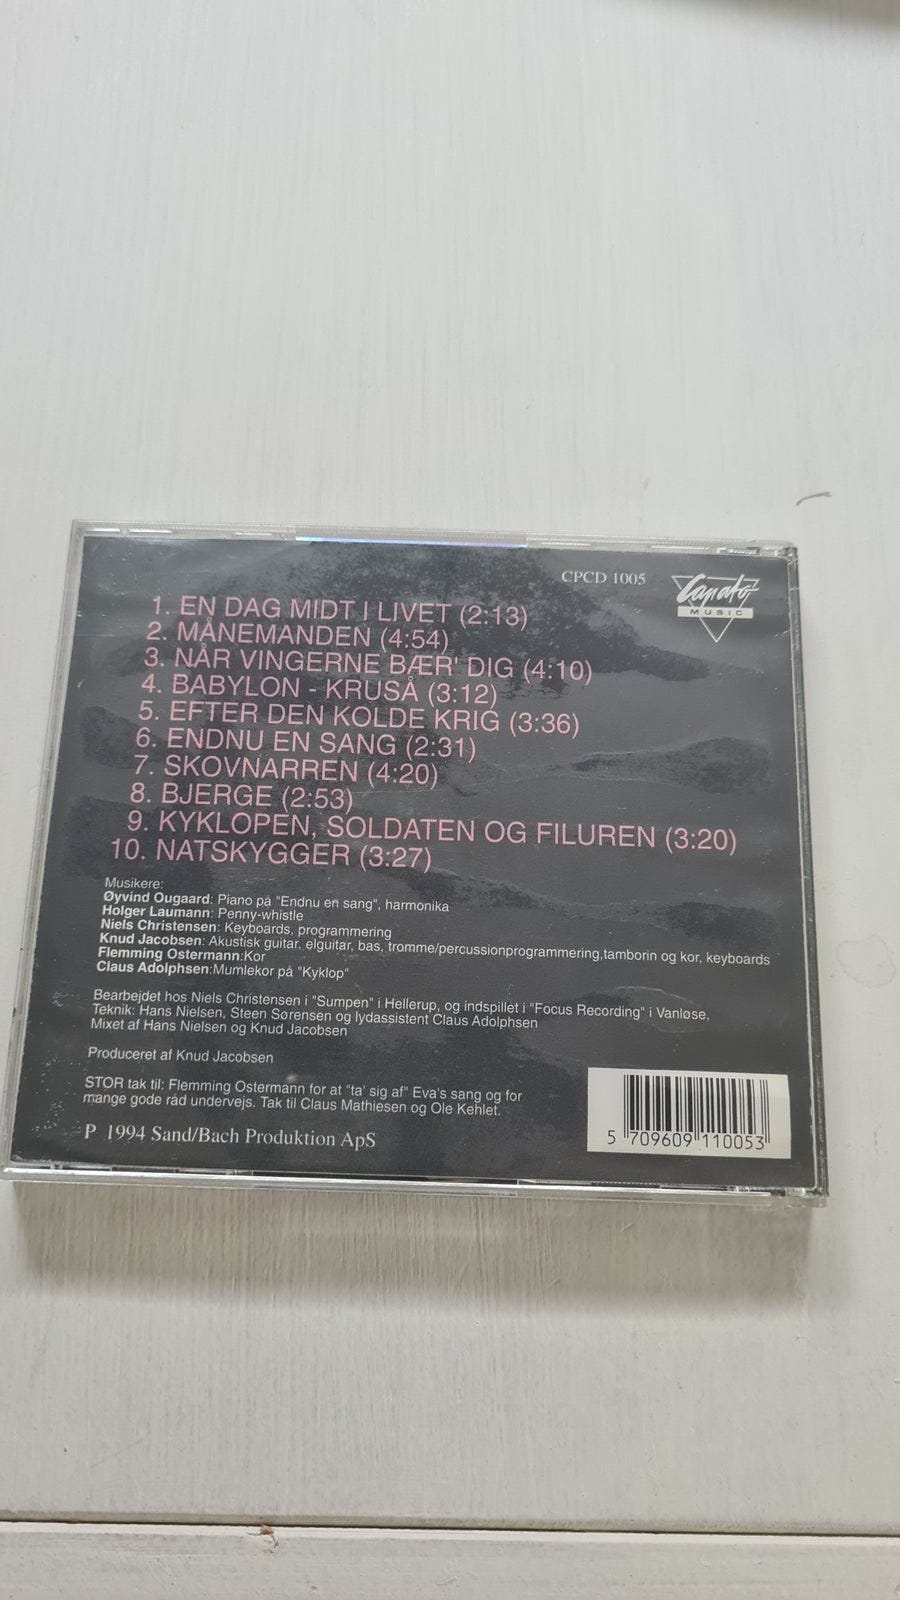 CPCD 1005
Capato
MUSIC
1. EN DAG MIDT I LIVET (2:13)
2. MÅNEMANDEN (4:54)
3. NÅR VINGERNE BÆR' DIG (4:10)
4. BABYLON - KRUSÅ (3:12)
5. EFTER DEN KOLDE KRIG (3:36)
6. ENDNU EN SANG (2:31)
7. SKOVNARREN (4:20)
8. BJERGE (2:53)
9. KYKLOPEN, SOLDATEN OG FILUREN (3:20)
10. NATSKYGGER (3:27)
Musikere:
Øyvind Ougaard: Piano på "Endnu en sang", harmonika
Holger Laumann: Penny-whistle
Niels Christensen: Keyboards, programmering
Knud Jacobsen: Akustisk guitar, elguitar, bas, tromme/percussionprogrammering,tamborin og kor, keyboards
Flemming Ostermann:Kor
Claus Adolphsen:Mumlekor på "Kyklop"
Bearbejdet hos Niels Christensen i "Sumpen" i Hellerup, og indspillet i "Focus Recording" i Vanløse,
Teknik: Hans Nielsen, Steen Sørensen og lydassistent Claus Adolphsen
Mixet af Hans Nielsen og Knud Jacobsen
Produceret af Knud Jacobsen
STOR tak til: Flemming Ostermann for at "ta' sig af" Eva's sang og for
mange gode råd undervejs. Tak til Claus Mathiesen og Ole Kehlet.
P 1994 Sand/Bach Produktion ApS
5 709609 110053